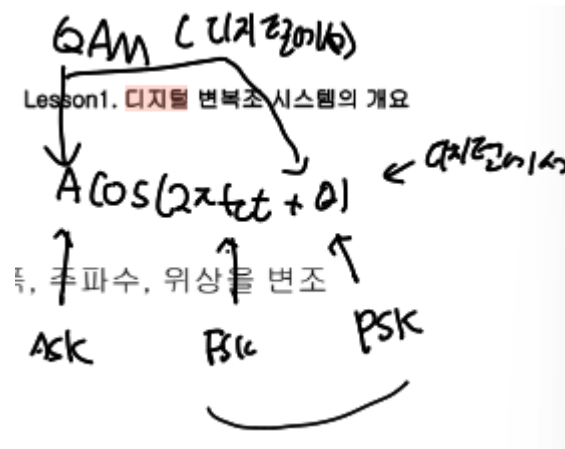 QAM (디지털에서)
Lesson1. 디지털 변복조 시스템의 개요
A cos(2πfct + θ) ← 디지털에서
폭, 주파수, 위상을 변조
ASK FSK PSK